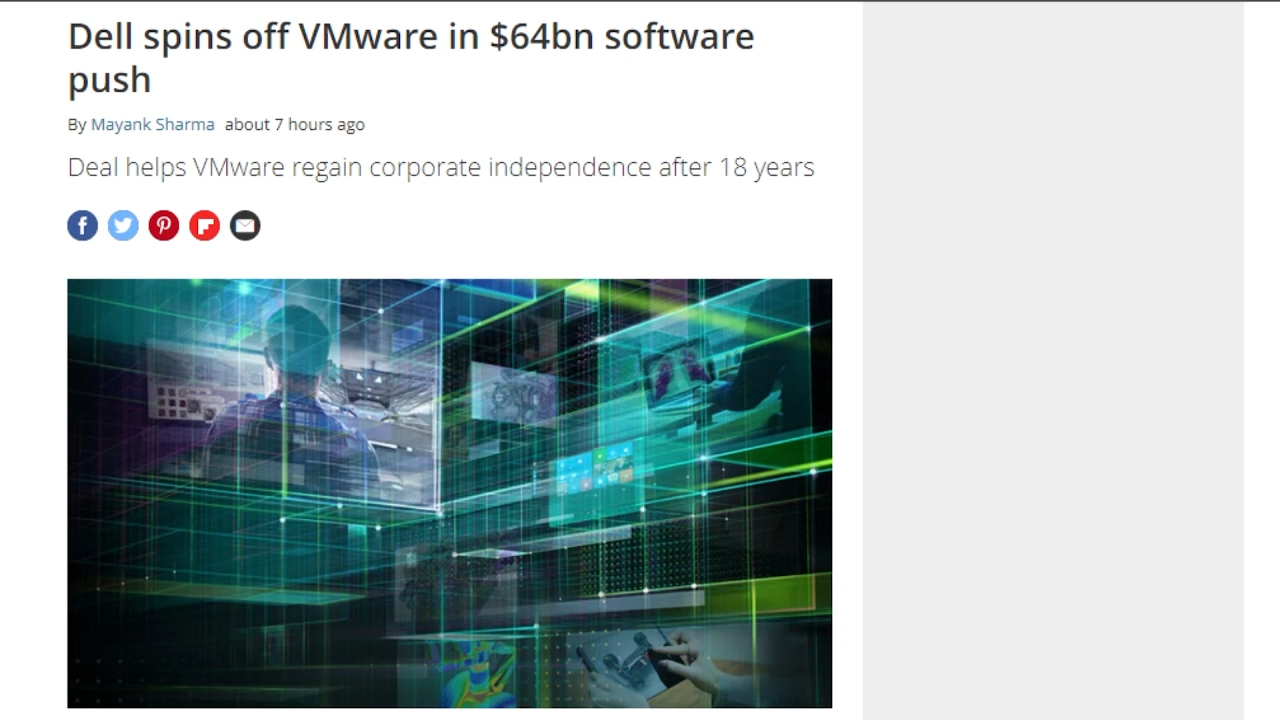 Dell spins off VMware in $64bn software
push
By Mayank Sharma about 7 hours ago
Deal helps VMware regain corporate independence after 18 years